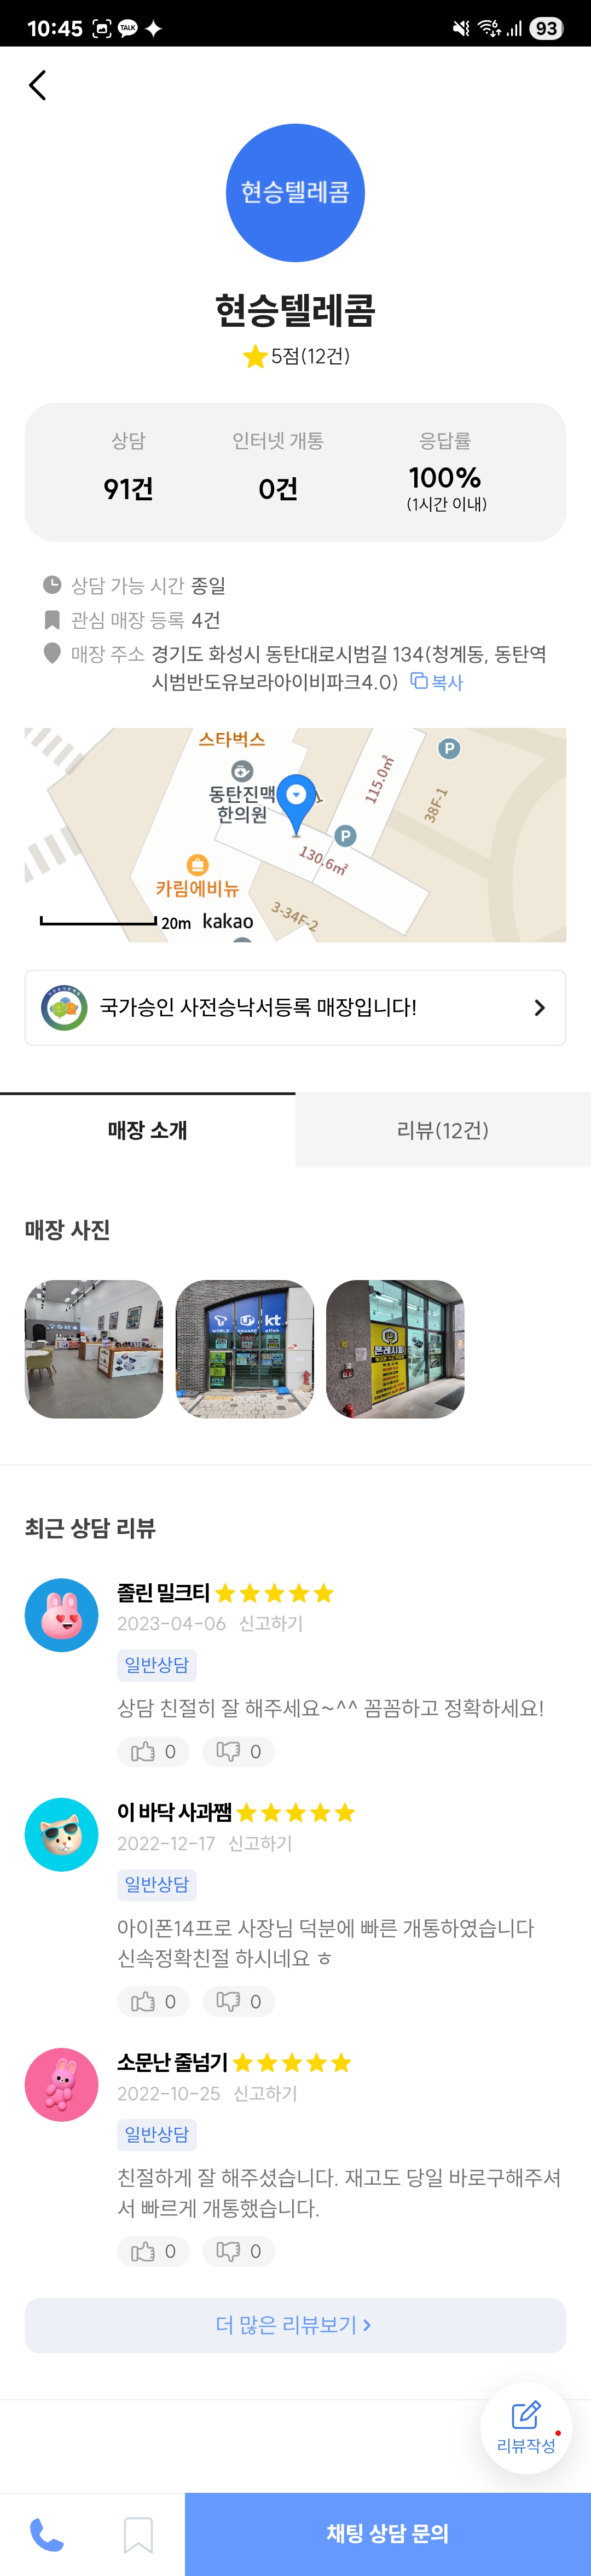 10:45
TALK
93
현승텔레콤
현승텔레콤
5점(12건)
상담
인터넷 개통
응답률
91건
0건
100%
(1시간 이내)
상담 가능 시간 종일
관심 매장 등록 4건
매장 주소 경기도 화성시 동탄대로시범길 134(청계동, 동탄역
시범반도유보라아이비파크4.0) 복사
스타벅스
P
동탄진맥
한의원
115.0㎡
38F-1
P
130.6㎡
카림에비뉴
3-34F-2
20m kakao
국가승인 사전승낙서등록 매장입니다!
매장 소개
리뷰(12건)
매장 사진
WORLD
kt
폰레시피
최근 상담 리뷰
졸린 밀크티
2023-04-06 신고하기
일반상담
상담 친절히 잘 해주세요~^^ 꼼꼼하고 정확하세요!
0 0
이 바닥 사과쨈
2022-12-17 신고하기
일반상담
아이폰14프로 사장님 덕분에 빠른 개통하였습니다
신속정확친절 하시네요 ㅎ
0 0
소문난 줄넘기
2022-10-25 신고하기
일반상담
친절하게 잘 해주셨습니다. 재고도 당일 바로구해주셔
서 빠르게 개통했습니다.
0 0
더 많은 리뷰보기
리뷰작성
채팅 상담 문의